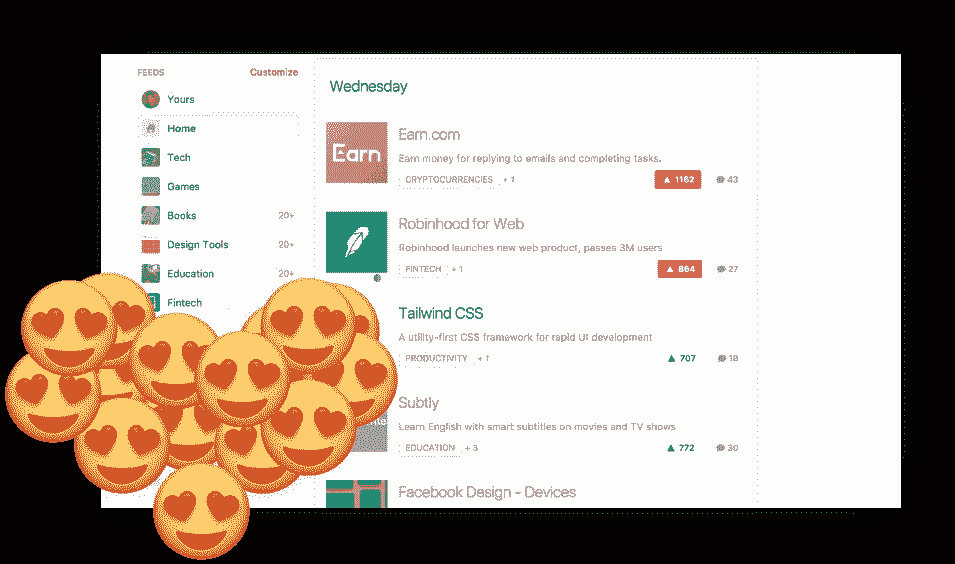 FEEDS
Customize
Yours
Home
Tech
Games
Books 20+
Design Tools 20+
Education 20+
Fintech
Wednesday
Earn
Earn.com
Earn money for replying to emails and completing tasks.
CRYPTOCURRENCIES + 1
▲ 1162
43
Robinhood for Web
Robinhood launches new web product, passes 3M users
FINTECH + 1
▲ 864
27
Tailwind CSS
A utility-first CSS framework for rapid UI development
PRODUCTIVITY + 1
▲ 707
18
Subtly
Learn English with smart subtitles on movies and TV shows
EDUCATION + 3
▲ 772
30
Facebook Design - Devices